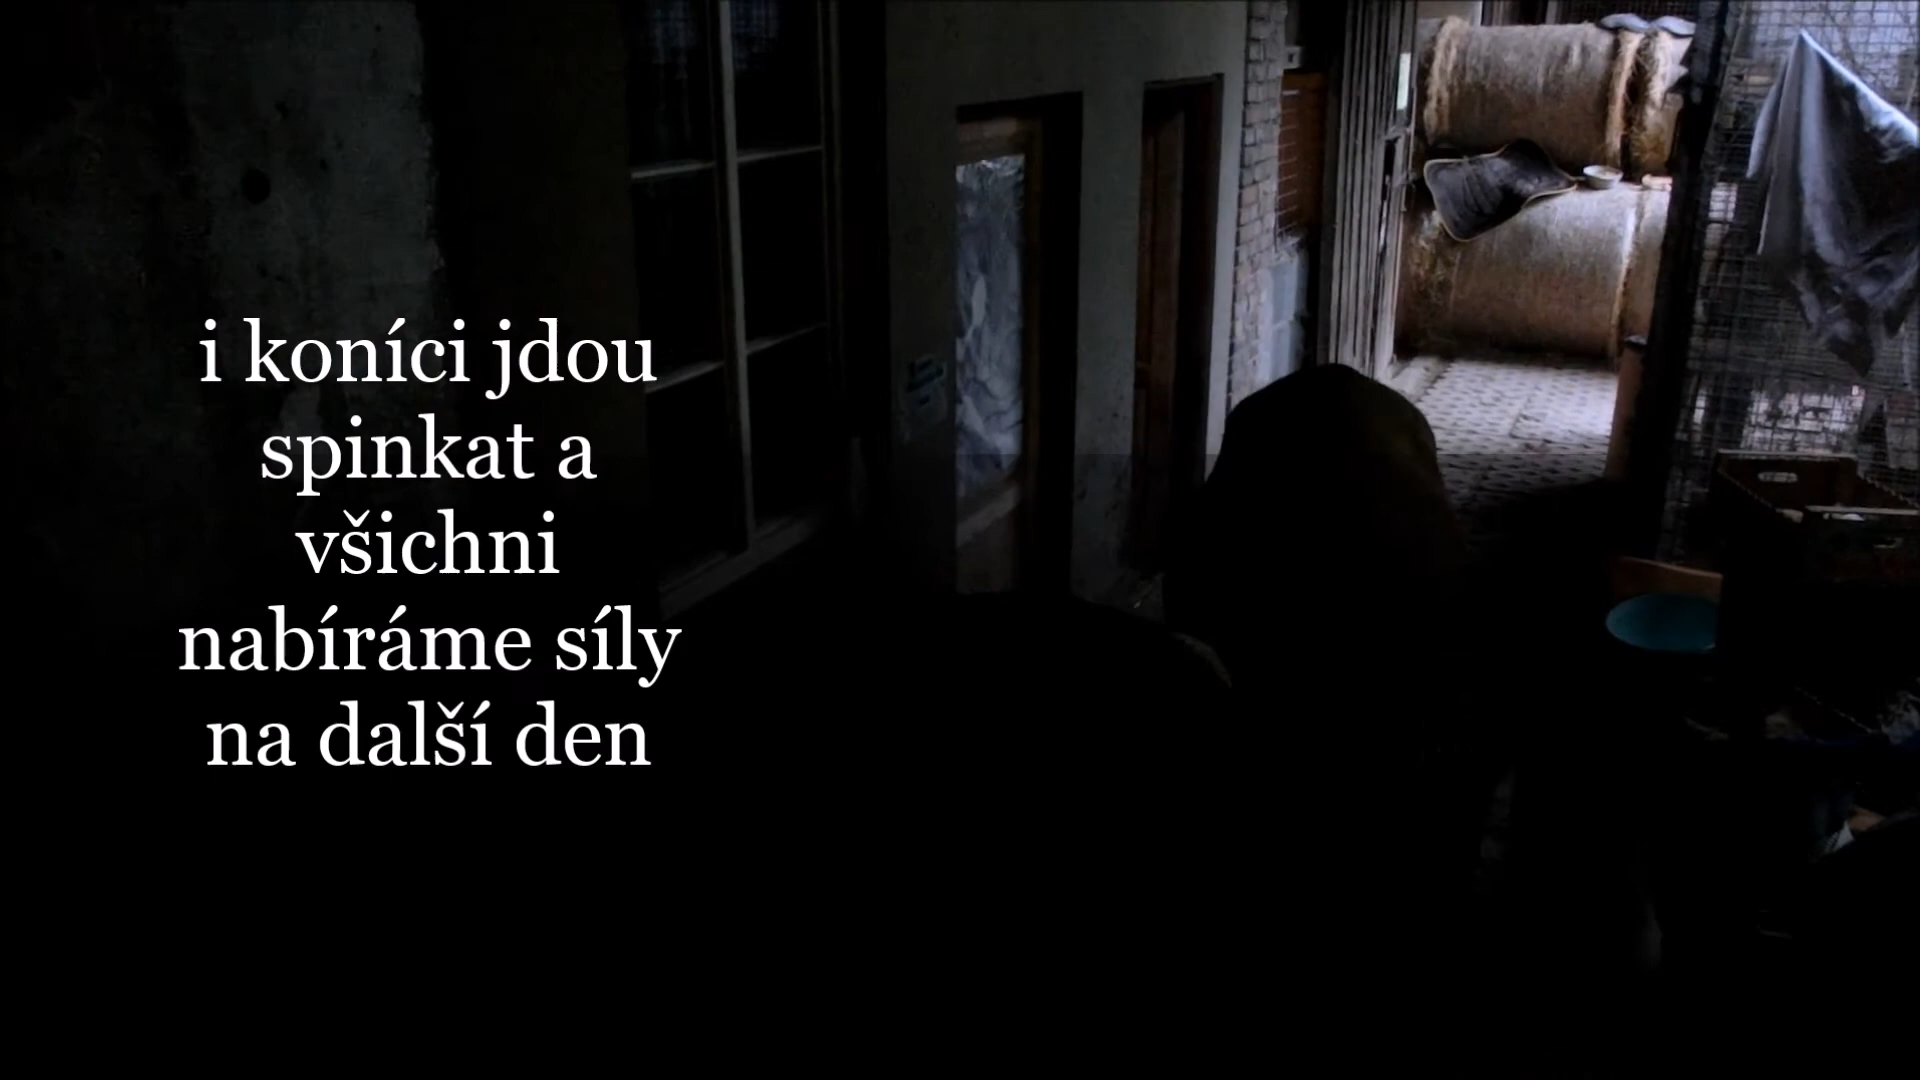 i koníci jdou
spinkat a
všichni
nabíráme síly
na další den